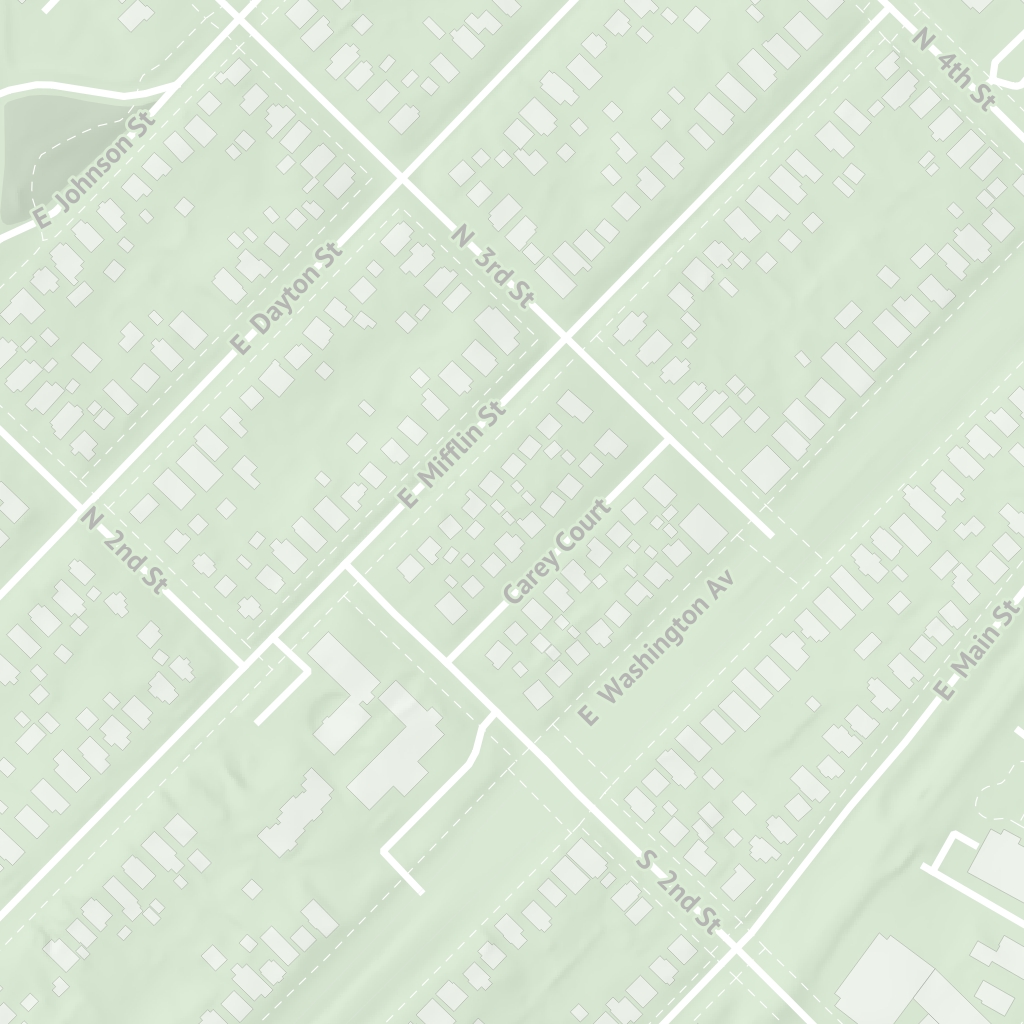 N 4th St
E Johnson St
N 3rd St
E Dayton St
E Mifflin St
N 2nd St
Carey Court
E Washington Av
E Main St
S 2nd St